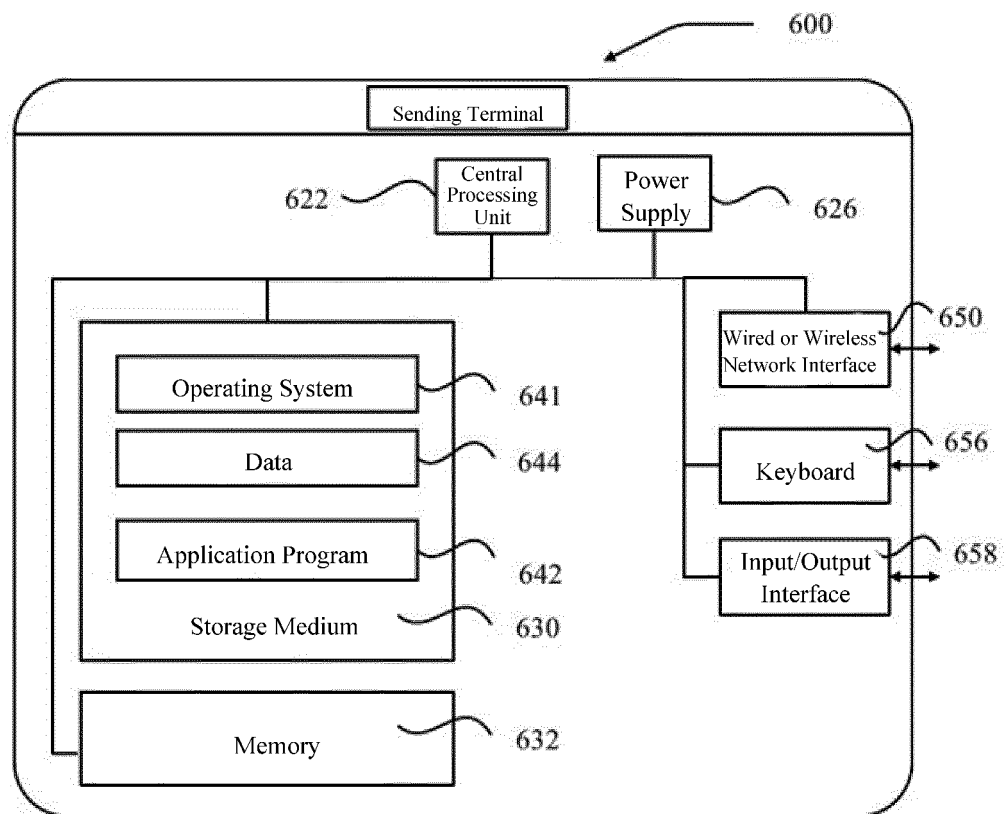 600
Sending Terminal
622
Central
Processing
Unit
Power
Supply
626
Wired or Wireless
Network Interface
650
Operating System
641
Data
644
Keyboard
656
Application Program
642
Input/Output
Interface
658
Storage Medium
630
Memory
632